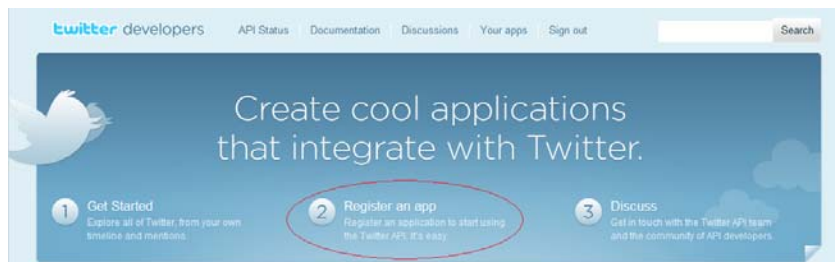 twitter developers API Status Documentation Discussions Your apps Sign out Search
Create cool applications
that integrate with Twitter.
1 Get Started
Explore all of Twitter, from your own
timeline and mentions.
2 Register an app
Register an application to start using
the Twitter API. It's easy.
3 Discuss
Get in touch with the Twitter API team
and the community of API developers.